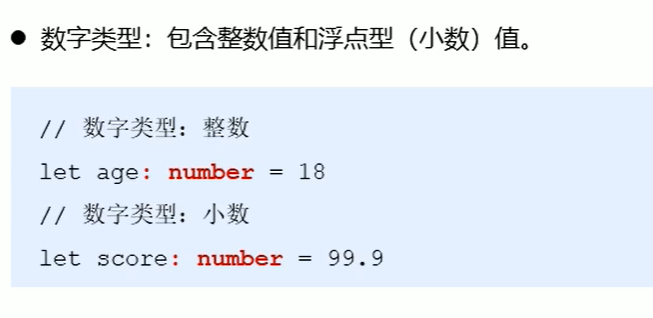 ● 数字类型：包含整数值和浮点型（小数）值。
// 数字类型：整数
let age: number = 18
// 数字类型：小数
let score: number = 99.9